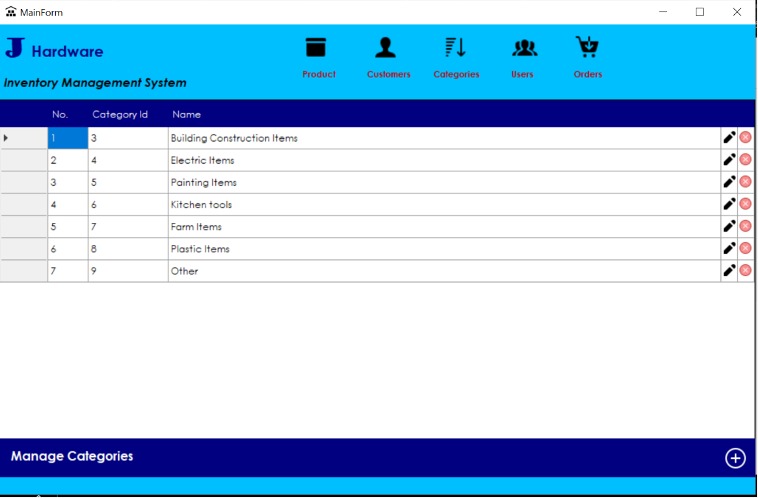 MainForm
J Hardware
Inventory Management System
Product Customers Categories Users Orders
No. Category Id Name
1 3 Building Construction Items
2 4 Electric Items
3 5 Painting Items
4 6 Kitchen tools
5 7 Farm Items
6 8 Plastic Items
7 9 Other
Manage Categories